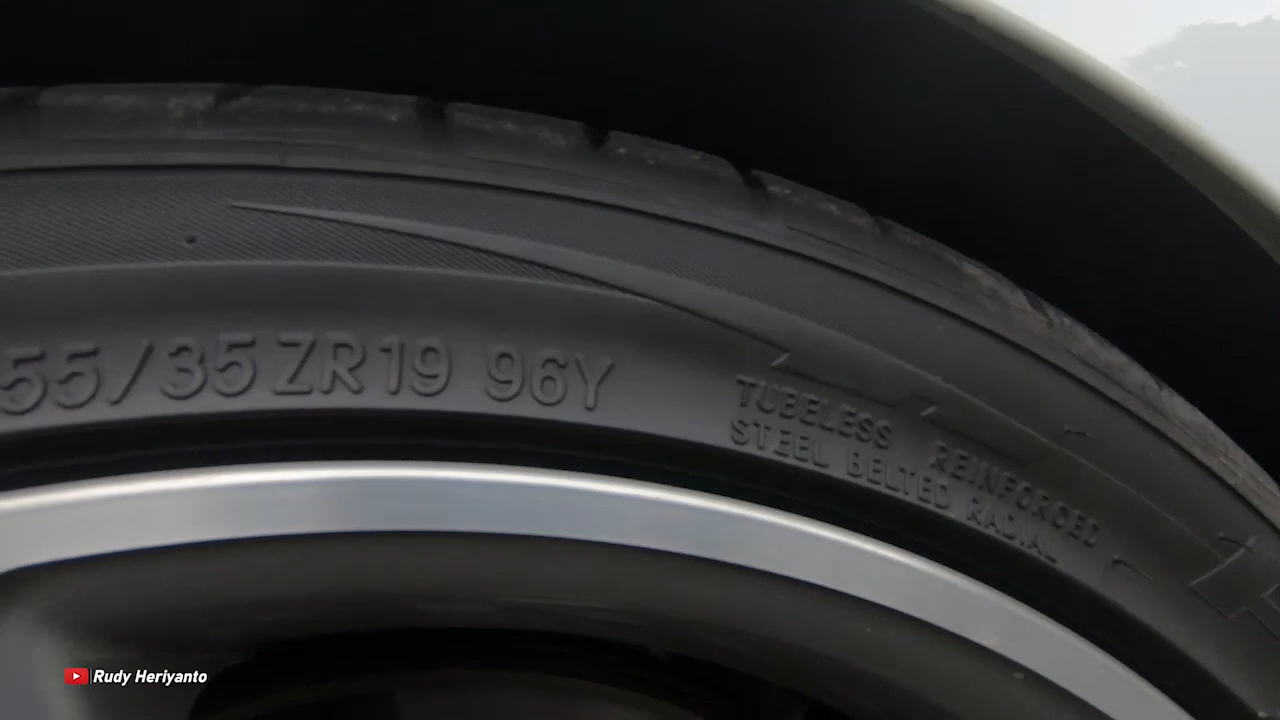 55/35 ZR19 96Y
TUBELESS REINFORCED
STEEL BELTED RADIAL
Rudy Heriyanto